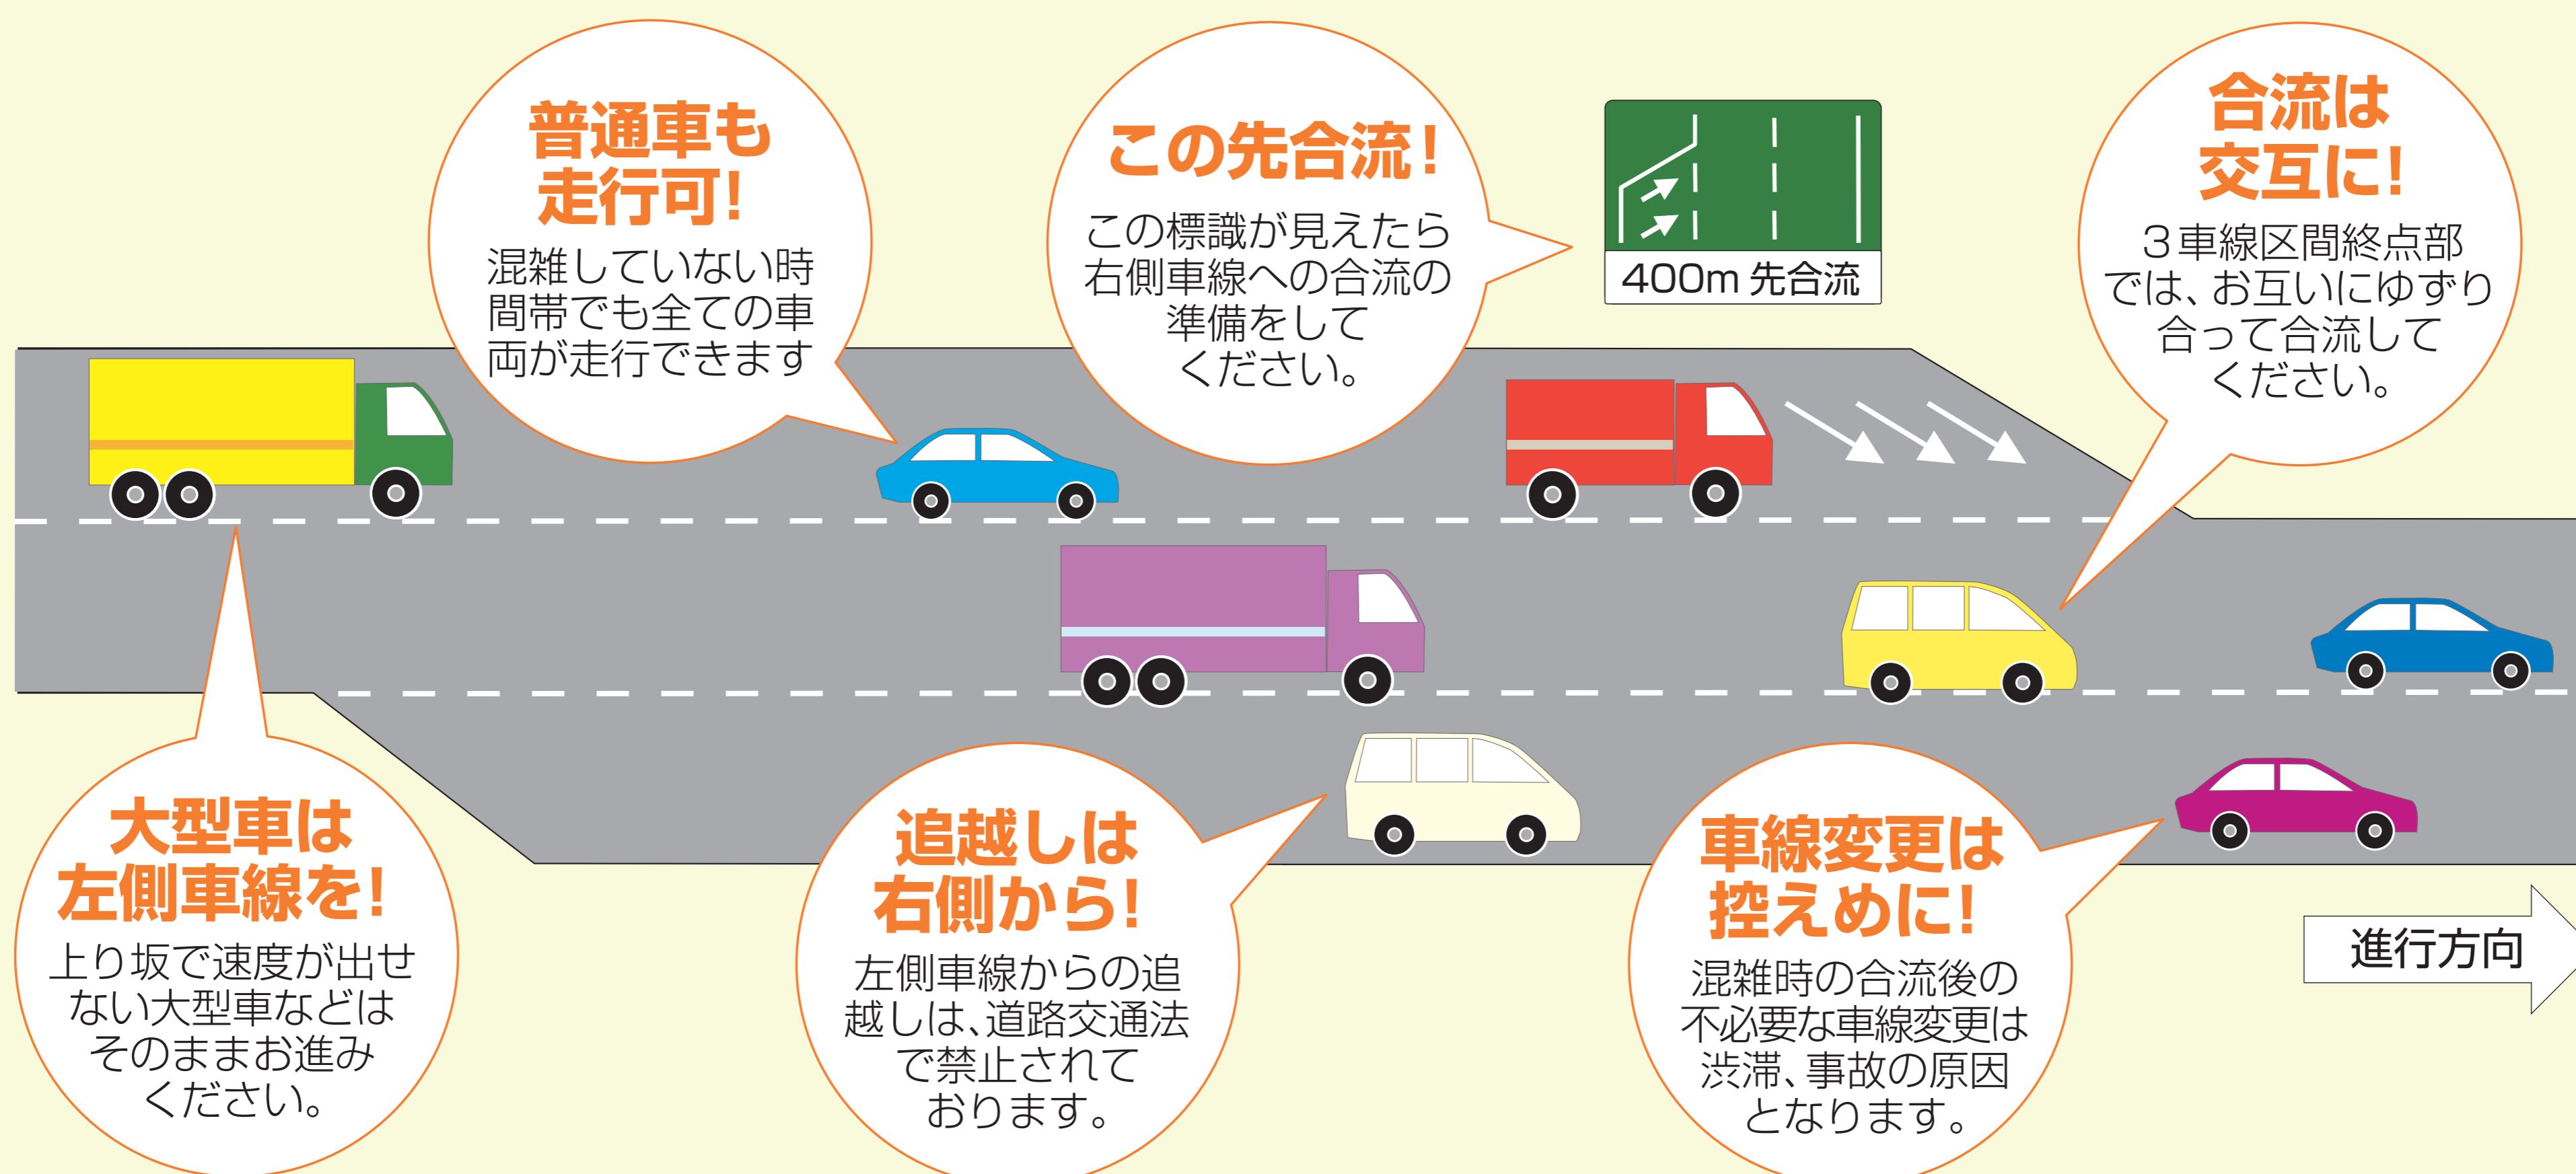 普通車も
走行可!
混雑していない時
間帯でも全ての車
両が走行できます
この先合流!
この標識が見えたら
右側車線への合流の
準備をして
ください。
400m 先合流
合流は
交互に!
3車線区間終点部
では、お互いにゆずり
合って合流して
ください。
大型車は
左側車線を!
上り坂で速度が出せ
ない大型車などは
そのままお進み
ください。
追越しは
右側から!
左側車線からの追
越しは、道路交通法
で禁止されて
おります。
車線変更は
控えめに!
混雑時の合流後の
不必要な車線変更は
渋滞、事故の原因
となります。
進行方向